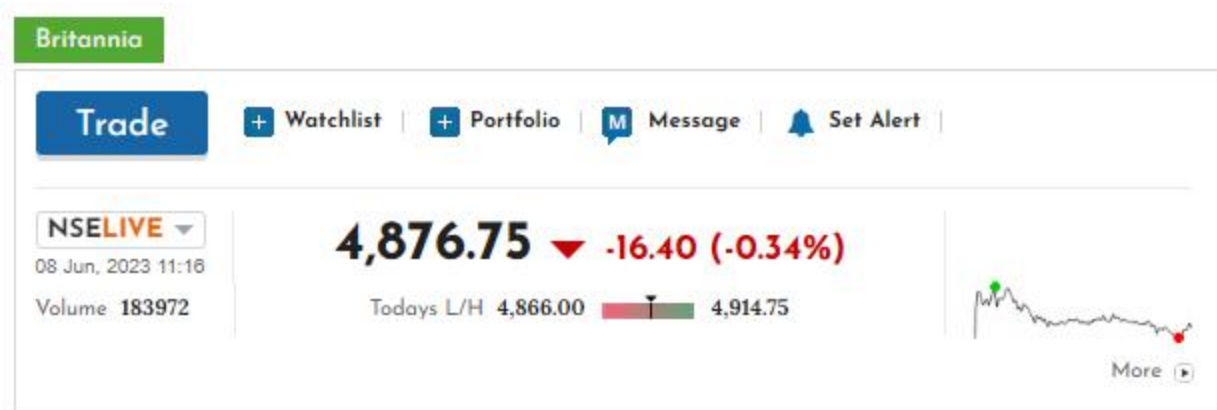 Britannia
Trade Watchlist Portfolio M Message Set Alert
NSELIVE
08 Jun, 2023 11:16
Volume 183972
4,876.75 -16.40 (-0.34%)
Todays L/H 4,866.00 4,914.75
More